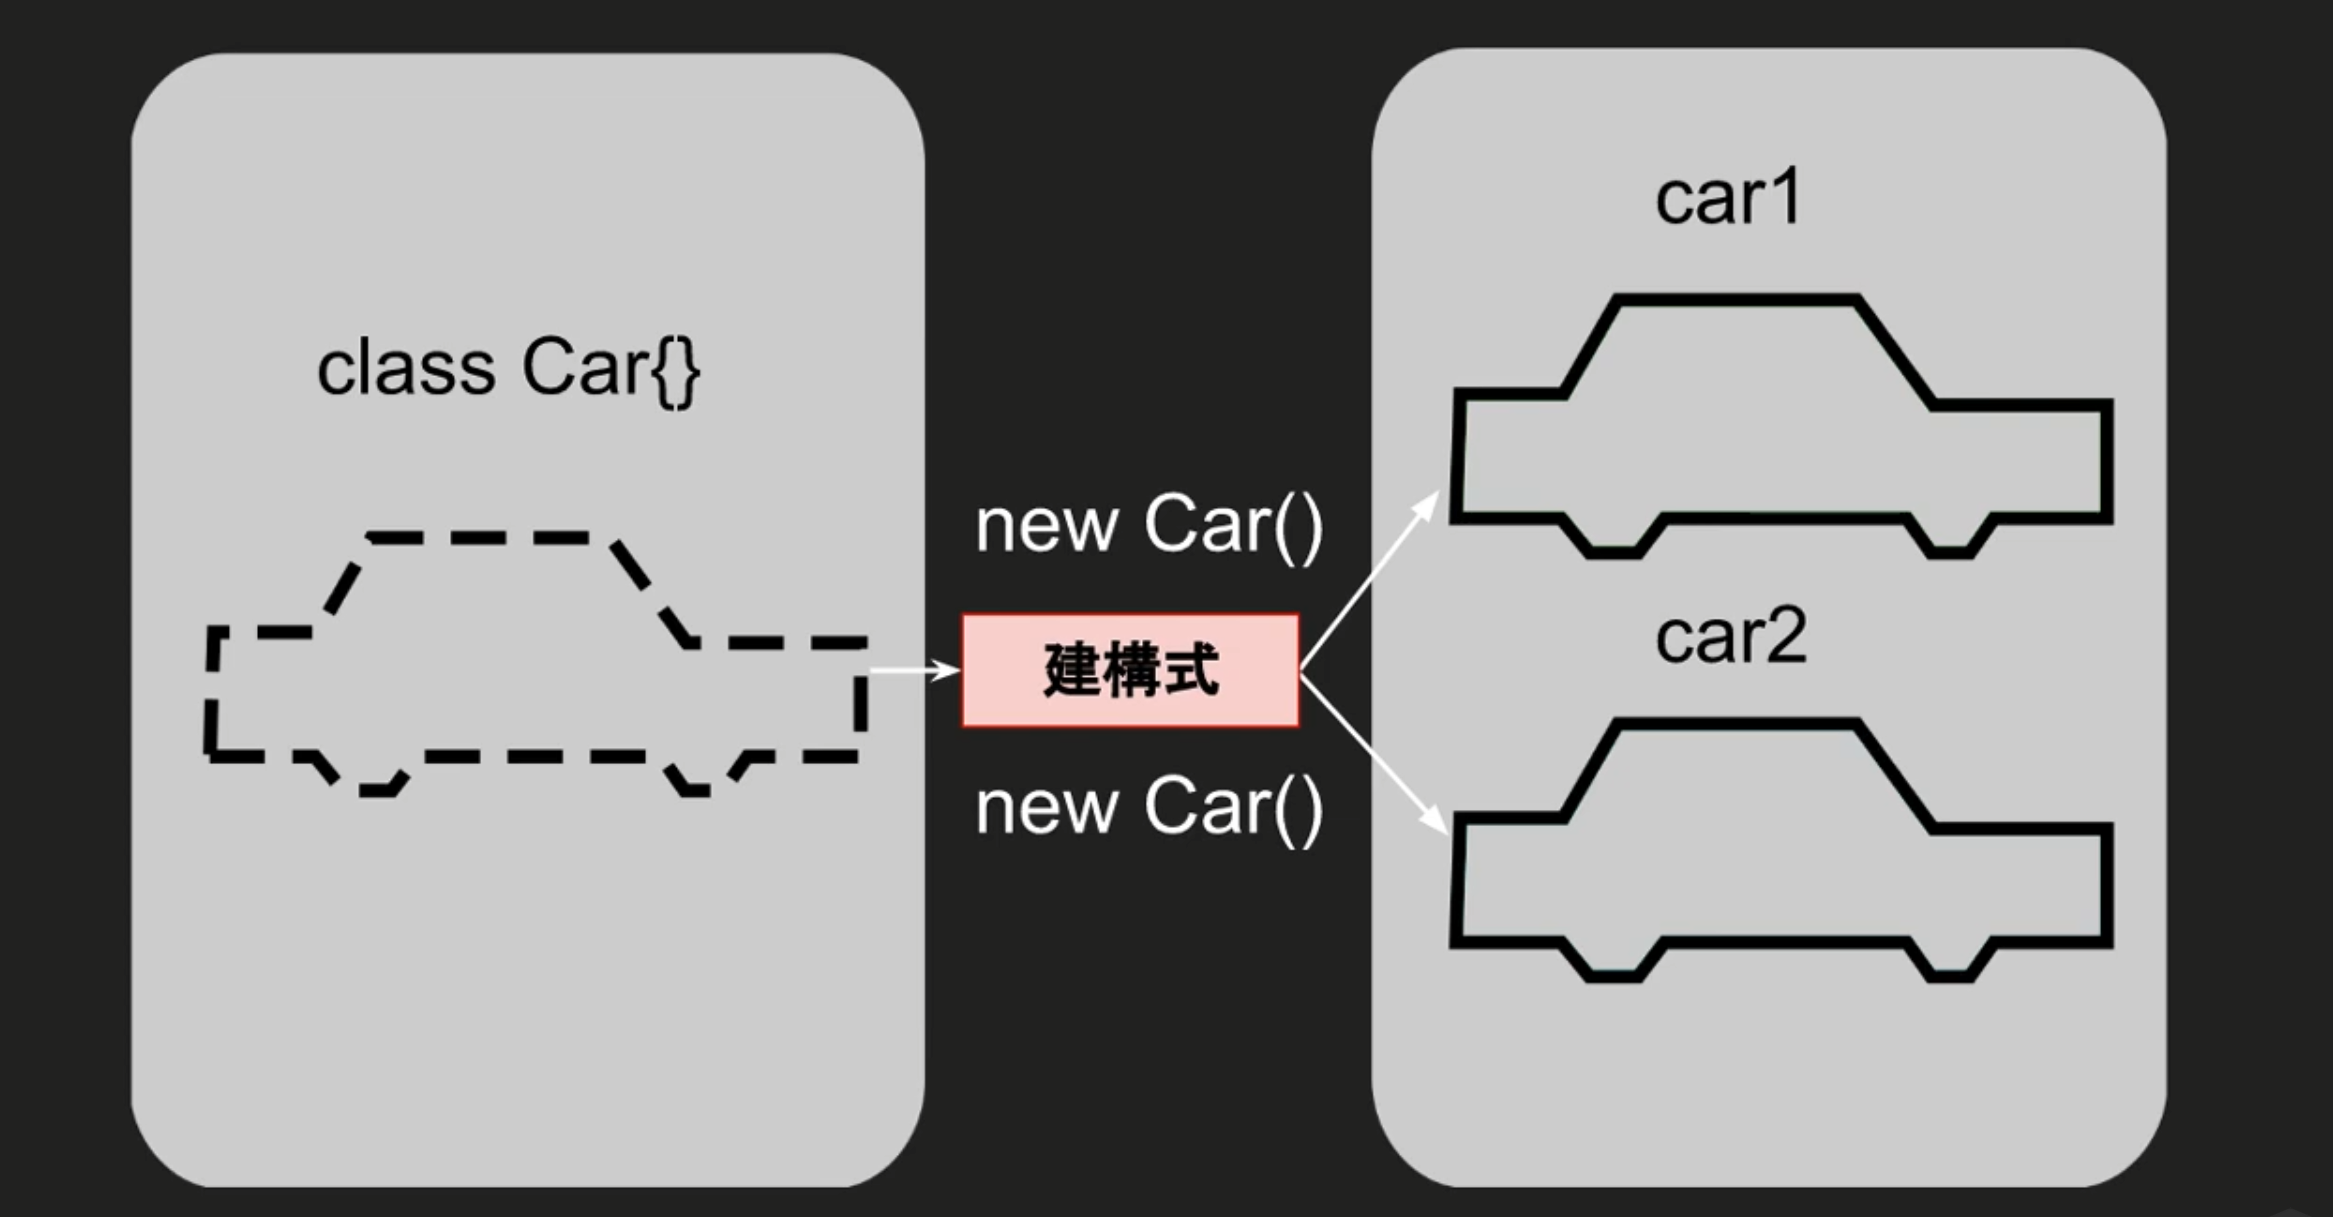 class Car{}
new Car()
建構式
new Car()
car1
car2